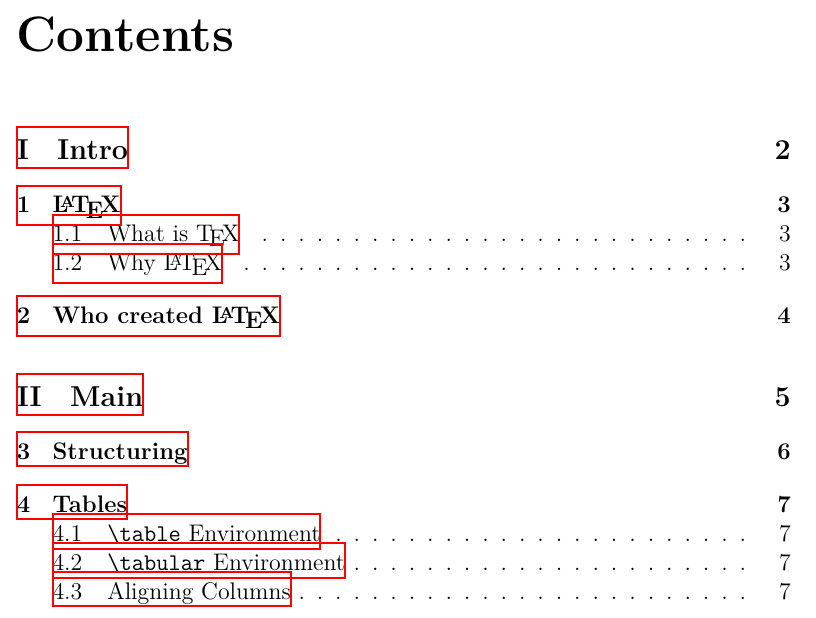 Contents
I Intro 2
1 LATEX 3
1.1 What is TEX . . . . . . . . . . . . . . . . . . . . . . . . . . . 3
1.2 Why LATEX . . . . . . . . . . . . . . . . . . . . . . . . . . . . 3
2 Who created LATEX 4
II Main 5
3 Structuring 6
4 Tables 7
4.1 \table Environment . . . . . . . . . . . . . . . . . . . . . . . 7
4.2 \tabular Environment . . . . . . . . . . . . . . . . . . . . . . 7
4.3 Aligning Columns . . . . . . . . . . . . . . . . . . . . . . . . . 7